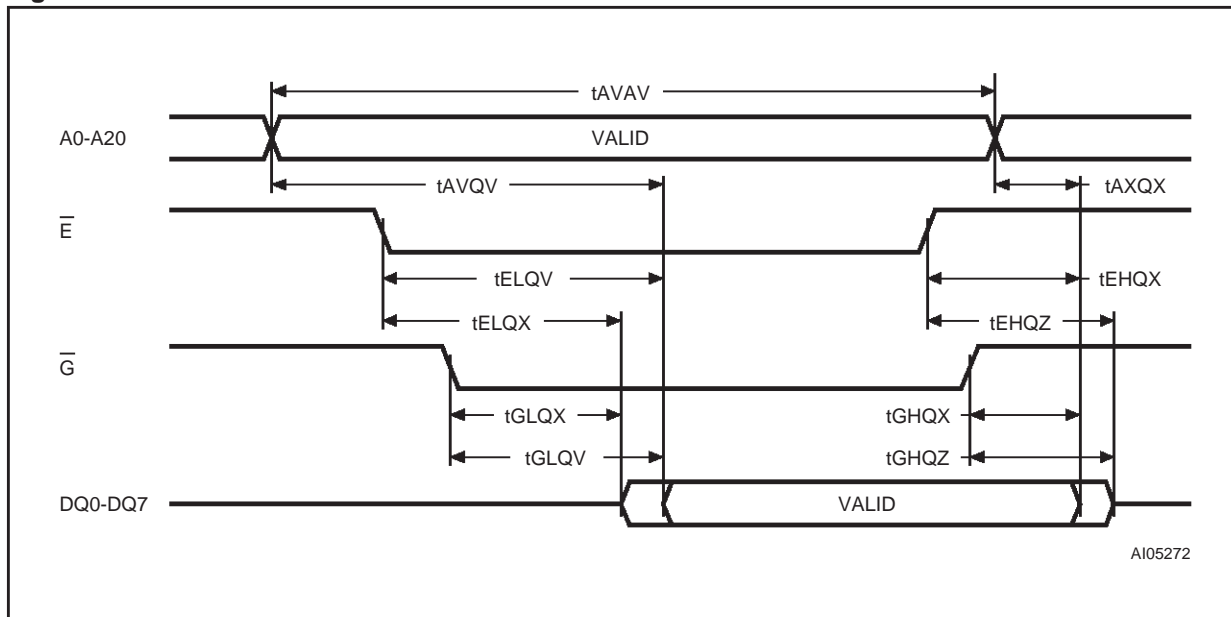 tAVAV
A0-A20
VALID
tAVQV
tAXQX
E
tELQV
tEHQX
tELQX
tEHQZ
G
tGLQX
tGHQX
tGLQV
tGHQZ
DQ0-DQ7
VALID
AI05272